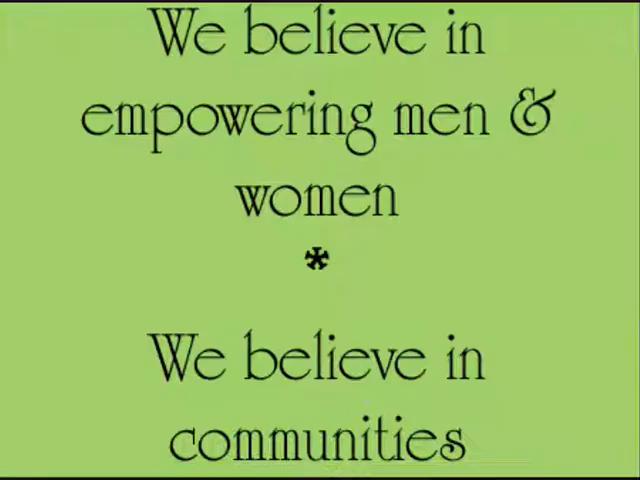 We believe in
empowering men &
women
*
We believe in
communities